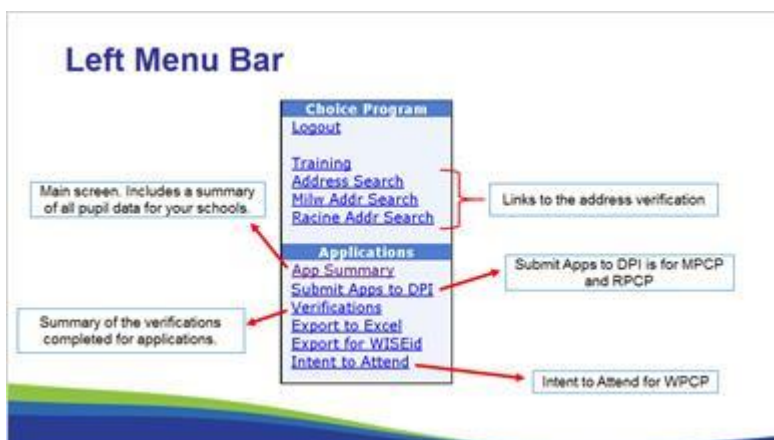 Left Menu Bar
Choice Program
Logout
Training
Address Search
Milw Addr Search
Racine Addr Search
Main screen. Includes a summary
of all pupil data for your schools.
Links to the address verification
Applications
App Summary
Submit Apps to DPI
Verifications
Export to Excel
Export for WISEid
Intent to Attend
Submit Apps to DPI is for MPCP
and RPCP
Summary of the verifications
completed for applications.
Intent to Attend for WPCP